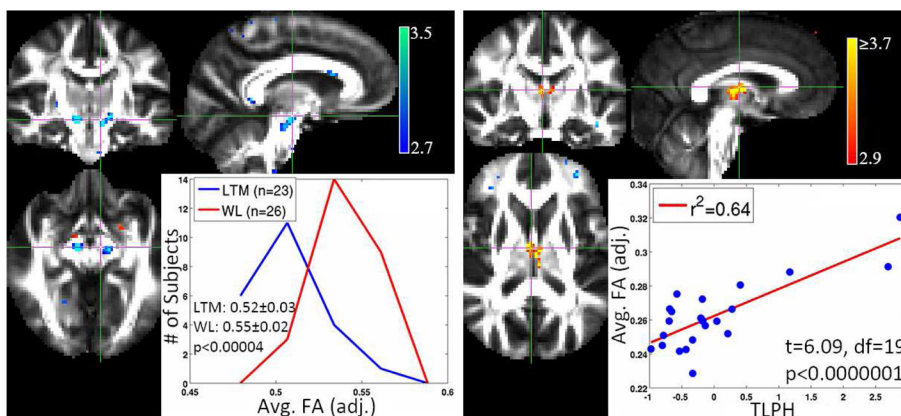 3.5
2.7
LTM (n=23)
WL (n=26)
14
12
10
8
6
4
2
0
# of Subjects
LTM: 0.52±0.03
WL: 0.55±0.02
p<0.00004
0.45
0.5
0.55
0.6
Avg. FA (adj.)
≥3.7
2.9
r²=0.64
0.34
0.32
0.3
0.28
0.26
0.24
0.22
Avg. FA (adj.)
t=6.09, df=19
p<0.0000001
-1 -0.5 0 0.5 1 1.5 2 2.5 3
TLPH